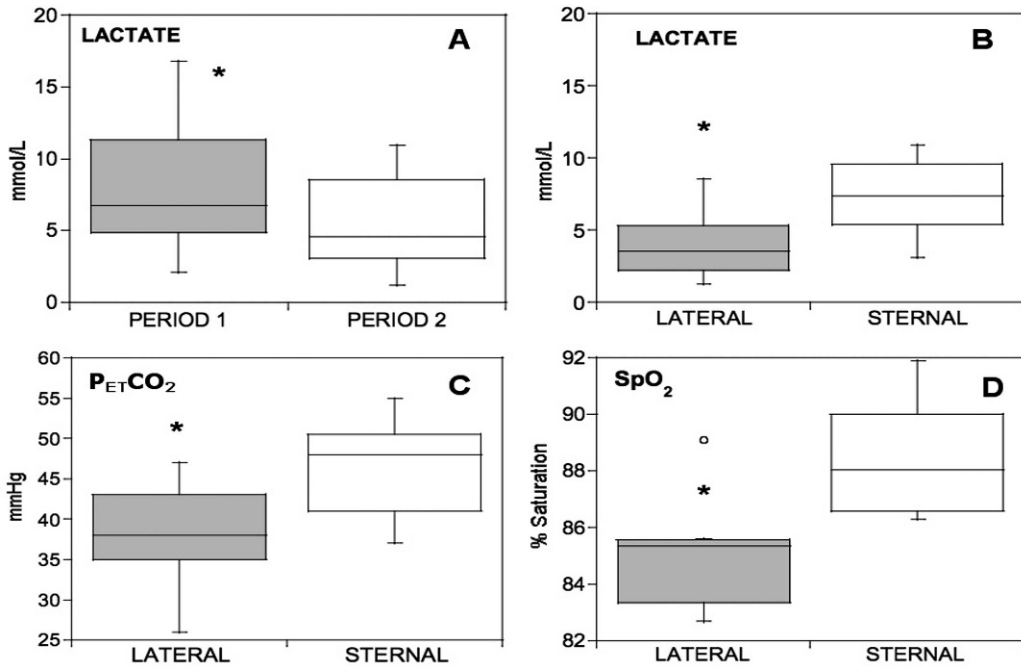 LACTATE
A
*
mmol/L
20
15
10
5
0
PERIOD 1
PERIOD 2
LACTATE
B
*
mmol/L
20
15
10
5
0
LATERAL
STERNAL
P_ETCO₂
C
*
mmHg
60
55
50
45
40
35
30
25
LATERAL
STERNAL
SpO₂
D
*
% Saturation
92
90
88
86
84
82
LATERAL
STERNAL